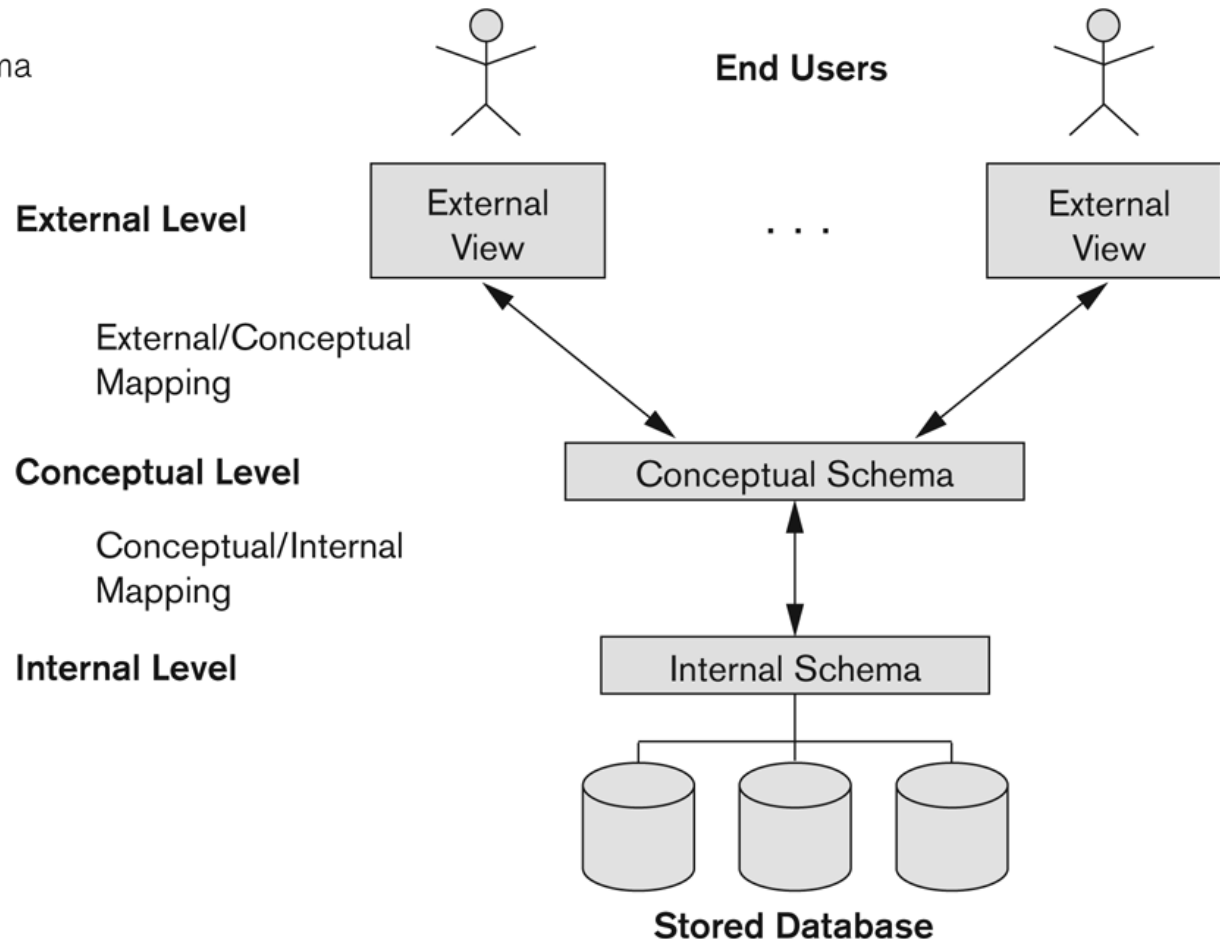 End Users
External Level
External
View
. . .
External
View
External/Conceptual
Mapping
Conceptual Level
Conceptual Schema
Conceptual/Internal
Mapping
Internal Level
Internal Schema
Stored Database